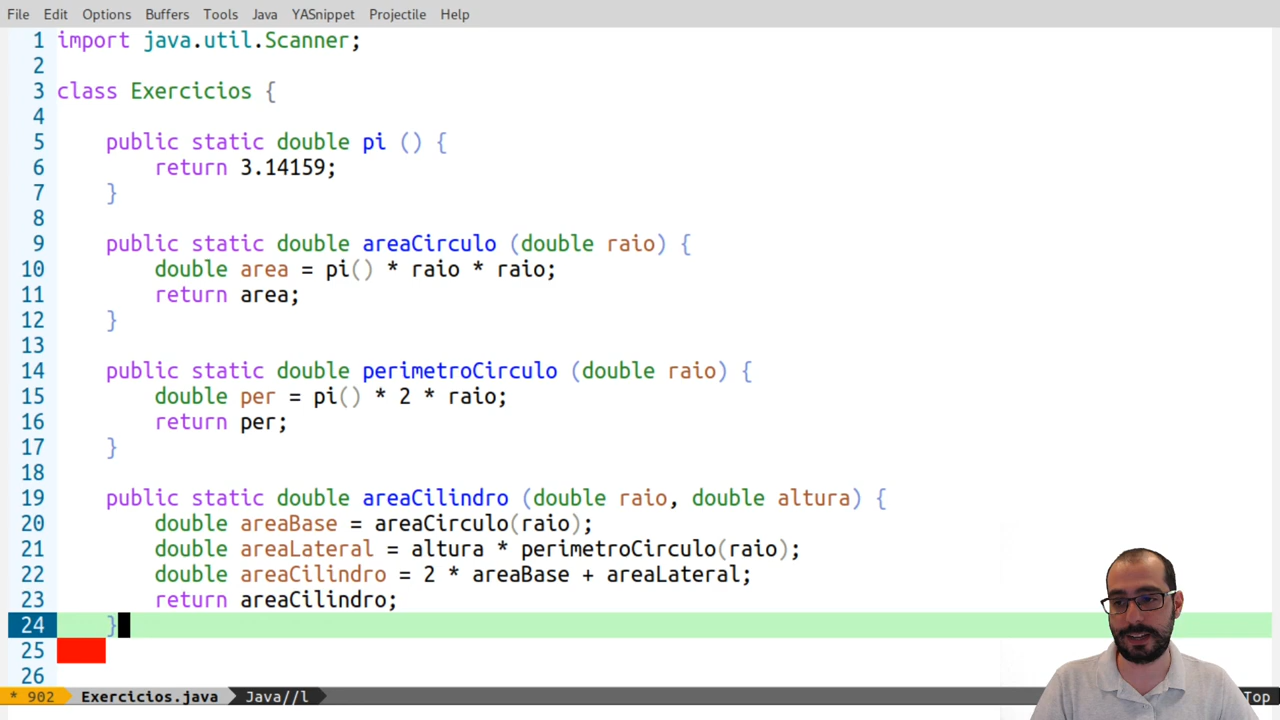 File Edit Options Buffers Tools Java YASnippet Projectile Help
1 import java.util.Scanner;
2
3 class Exercicios {
4
5 public static double pi () {
6 return 3.14159;
7 }
8
9 public static double areaCirculo (double raio) {
10 double area = pi() * raio * raio;
11 return area;
12 }
13
14 public static double perimetroCirculo (double raio) {
15 double per = pi() * 2 * raio;
16 return per;
17 }
18
19 public static double areaCilindro (double raio, double altura) {
20 double areaBase = areaCirculo(raio);
21 double areaLateral = altura * perimetroCirculo(raio);
22 double areaCilindro = 2 * areaBase + areaLateral;
23 return areaCilindro;
24 }
25
26
* 902 Exercicios.java Java//l Top